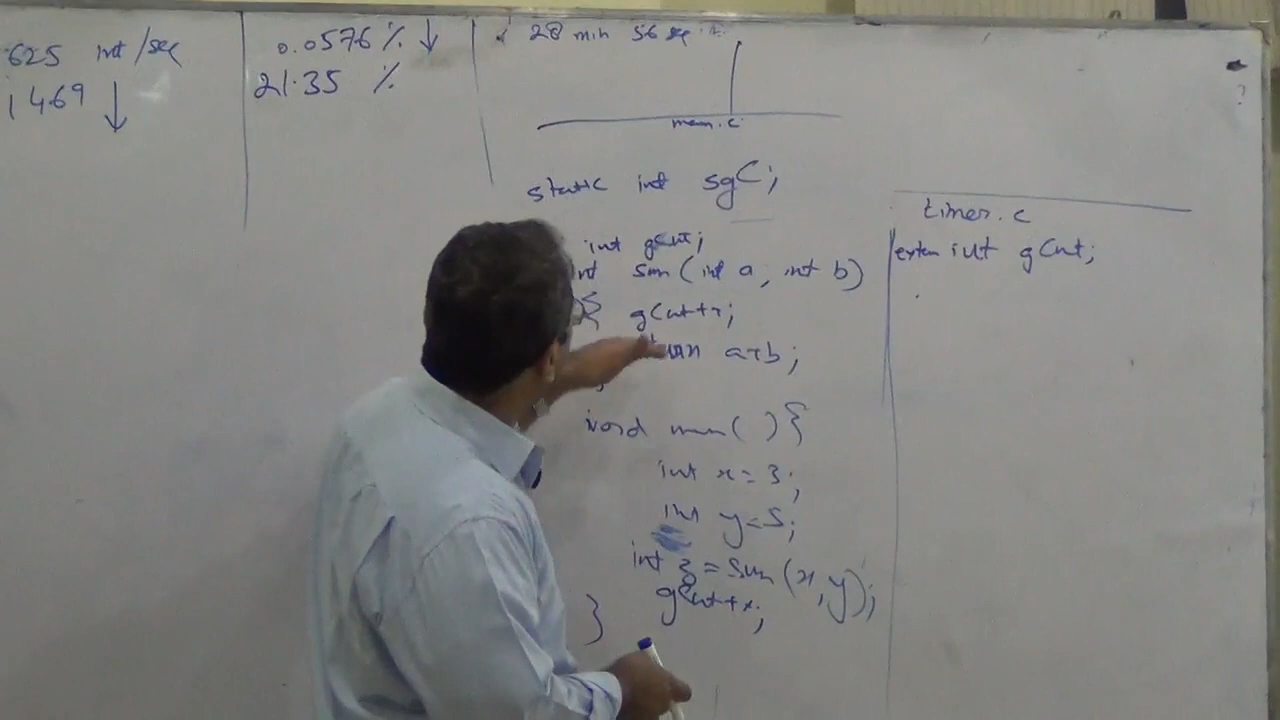 625 int/sec
1469 ↓
0.0576 % ↓
21.35 %
28 min 56 sec
main.c
static int sgC;
int gCnt;
int sum (int a, int b)
{ gCnt++;
return a+b;
void main( ) {
int x = 3;
int y = 5;
int z = sum (x, y);
gCnt++;
}
timer.c
extern int gCnt;
?